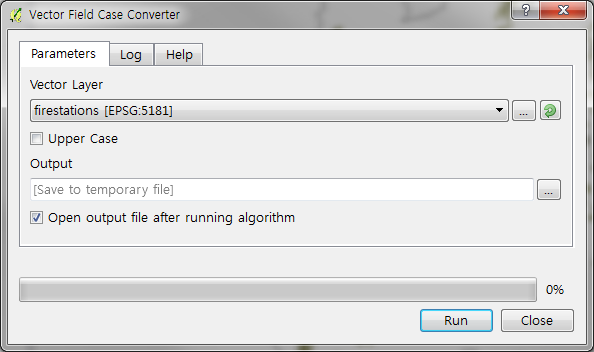 Vector Field Case Converter
Parameters Log Help
Vector Layer
firestations [EPSG:5181] ...
Upper Case
Output
[Save to temporary file] ...
Open output file after running algorithm
0%
Run Close